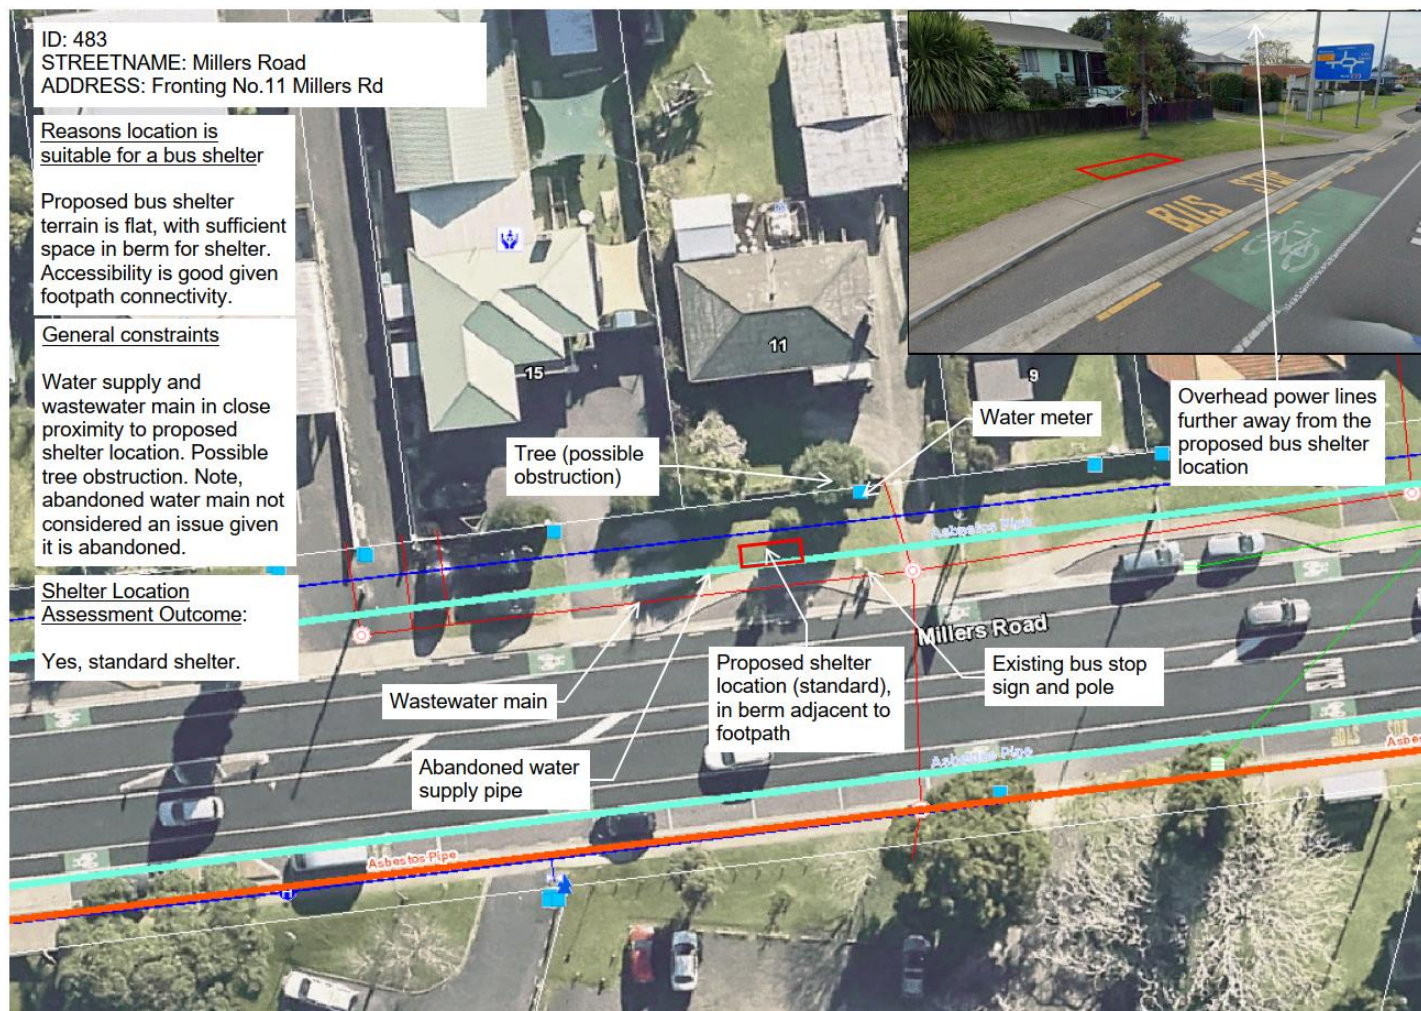 ID: 483
STREETNAME: Millers Road
ADDRESS: Fronting No.11 Millers Rd
Reasons location is
suitable for a bus shelter
Proposed bus shelter
terrain is flat, with sufficient
space in berm for shelter.
Accessibility is good given
footpath connectivity.
General constraints
Water supply and
wastewater main in close
proximity to proposed
shelter location. Possible
tree obstruction. Note,
abandoned water main not
considered an issue given
it is abandoned.
Shelter Location
Assessment Outcome:
Yes, standard shelter.
BUS STOP
15
11
9
Tree (possible
obstruction)
Water meter
Overhead power lines
further away from the
proposed bus shelter
location
Asbestos Pipe
Millers Road
Wastewater main
Proposed shelter
location (standard),
in berm adjacent to
footpath
Existing bus stop
sign and pole
Abandoned water
supply pipe
Asbestos Pipe
Asbes
Asbestos Pipe
H